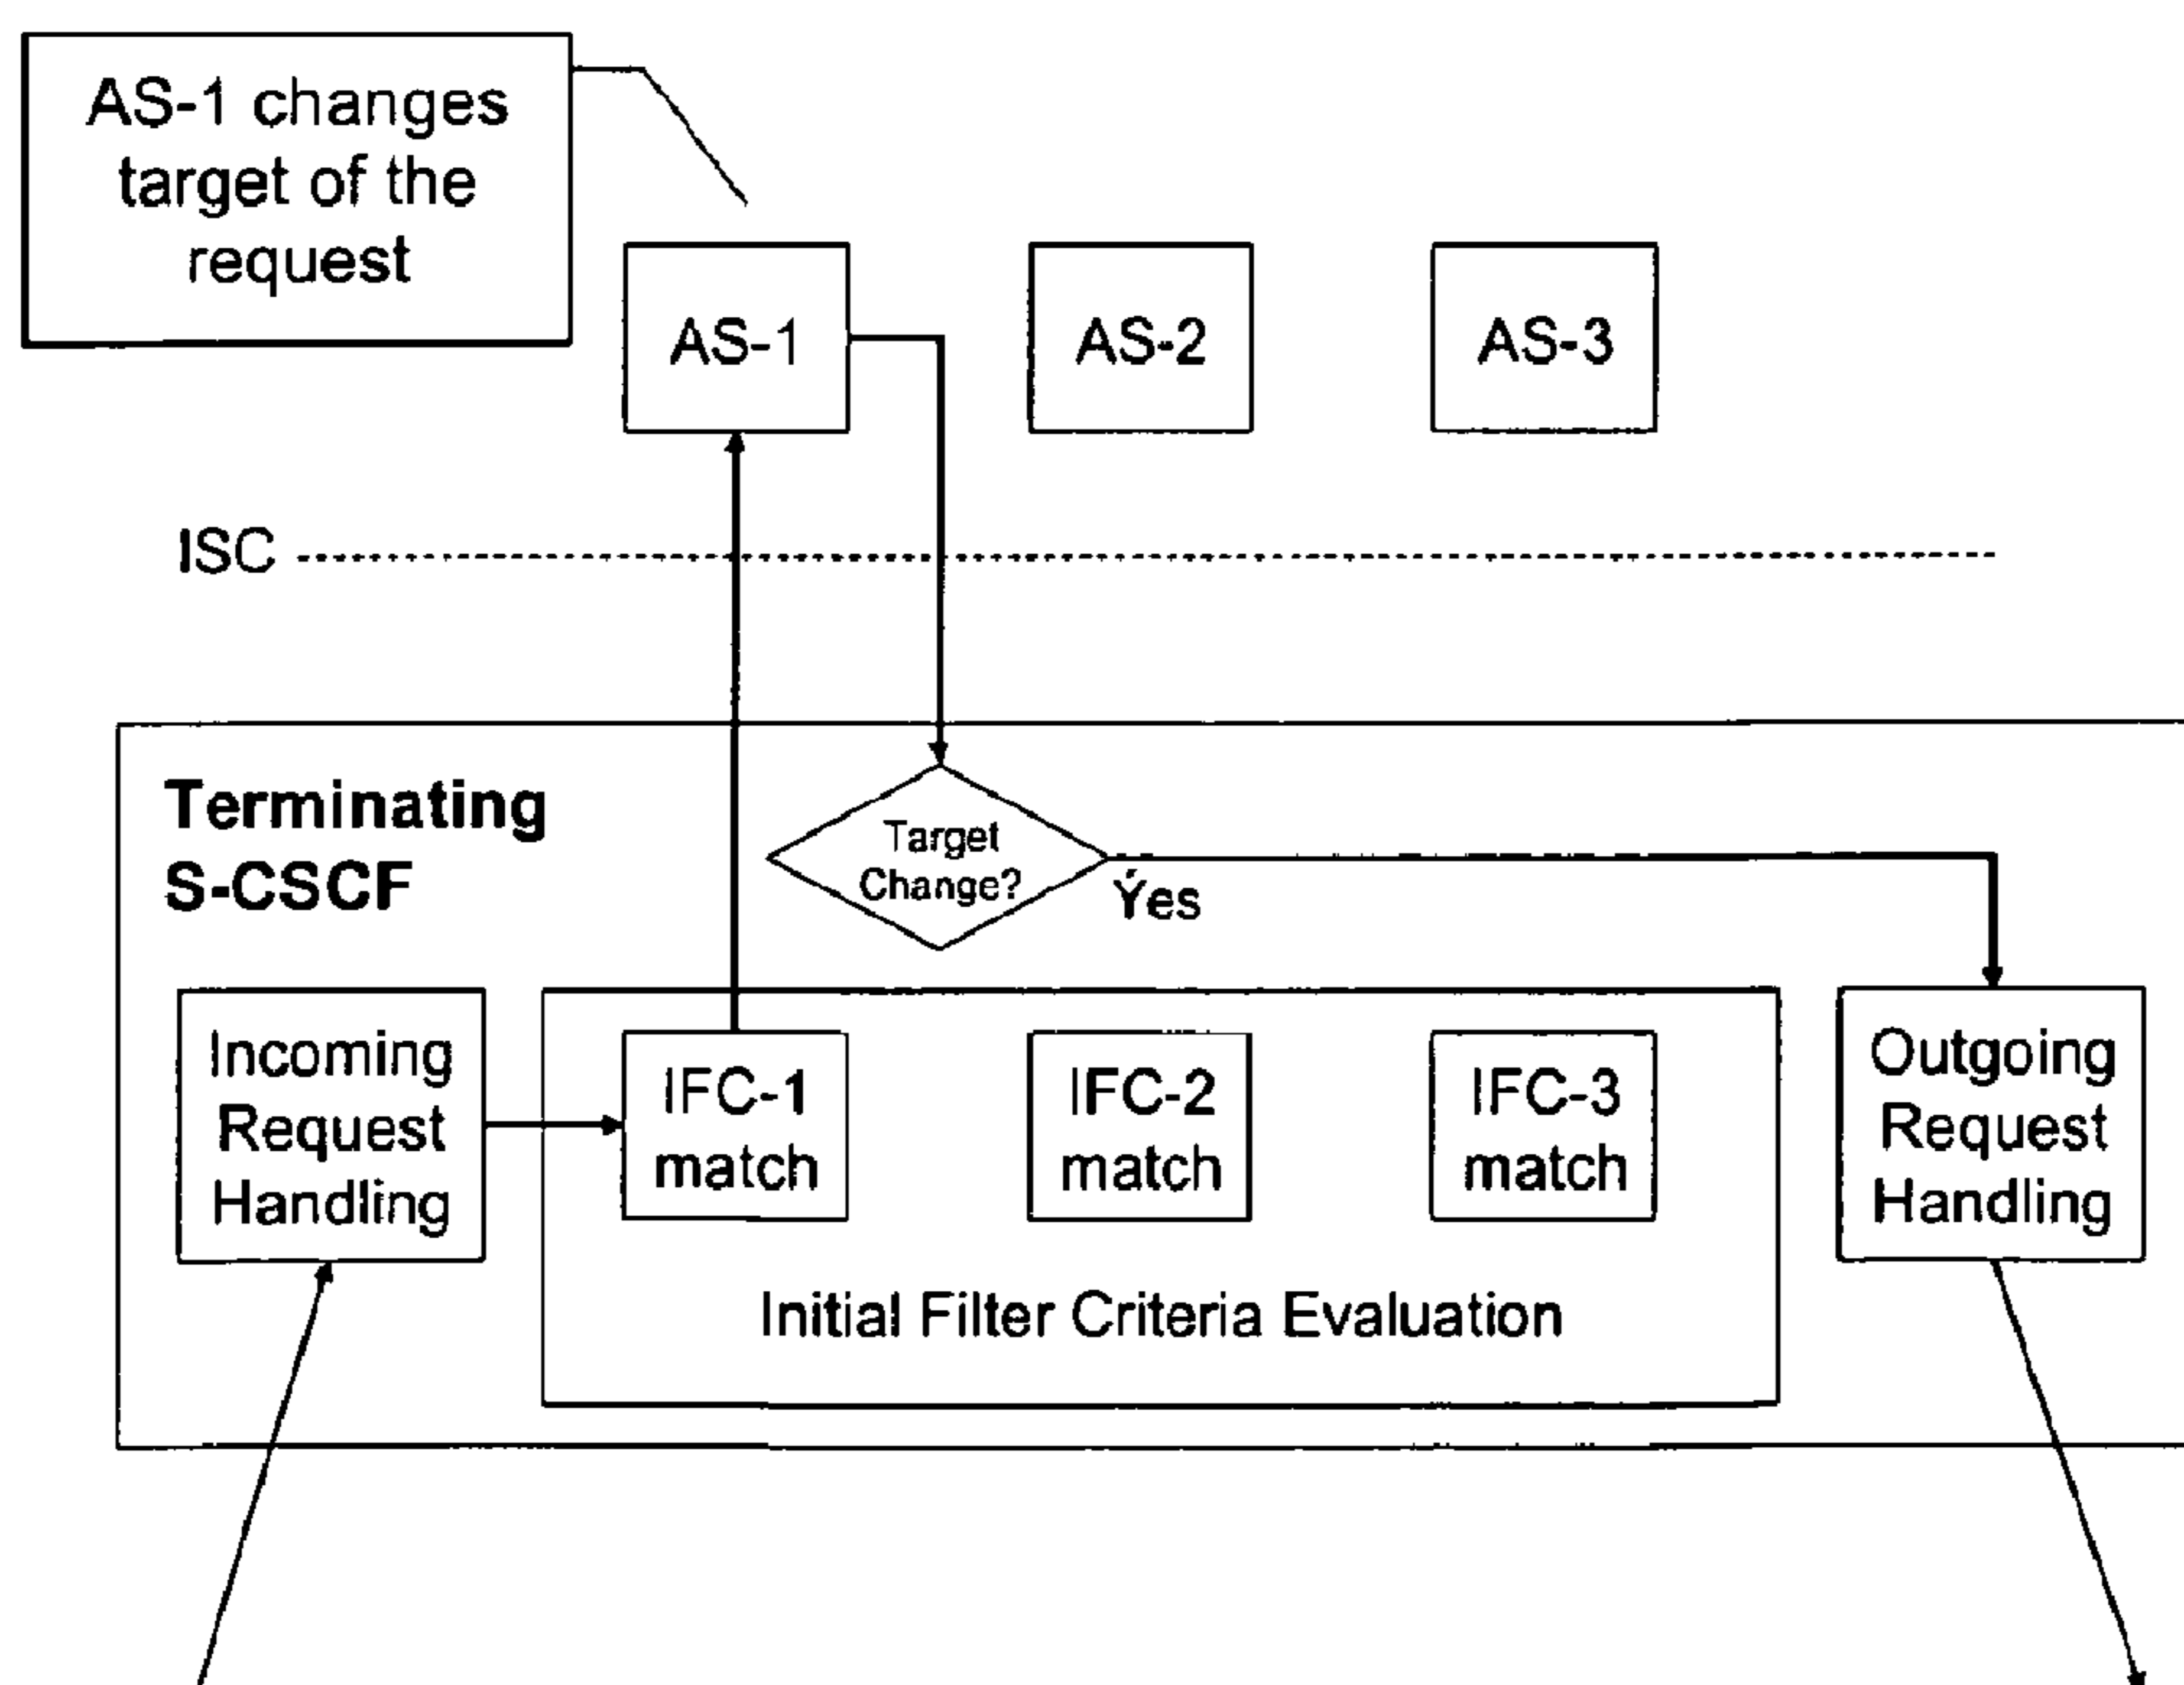 AS-1 changes
target of the
request
AS-1
AS-2
AS-3
ISC
Terminating
S-CSCF
Target
Change?
Yes
Incoming
Request
Handling
IFC-1
match
IFC-2
match
IFC-3
match
Initial Filter Criteria Evaluation
Outgoing
Request
Handling